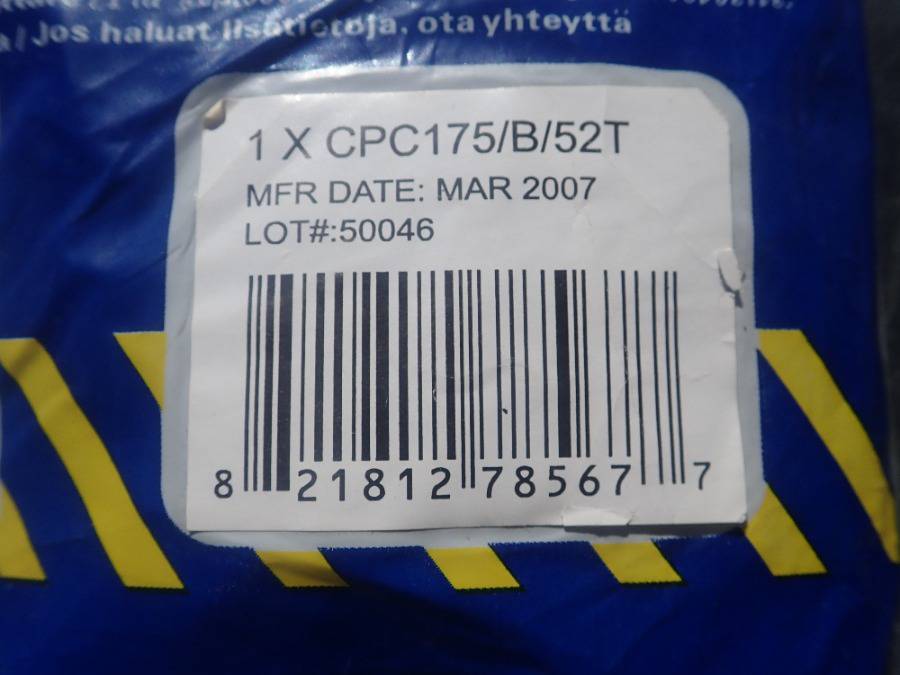 a/Jos haluat lisätietoja, ota yhteyttä
1 X CPC175/B/52T
MFR DATE: MAR 2007
LOT#:50046
8 21812 78567 7